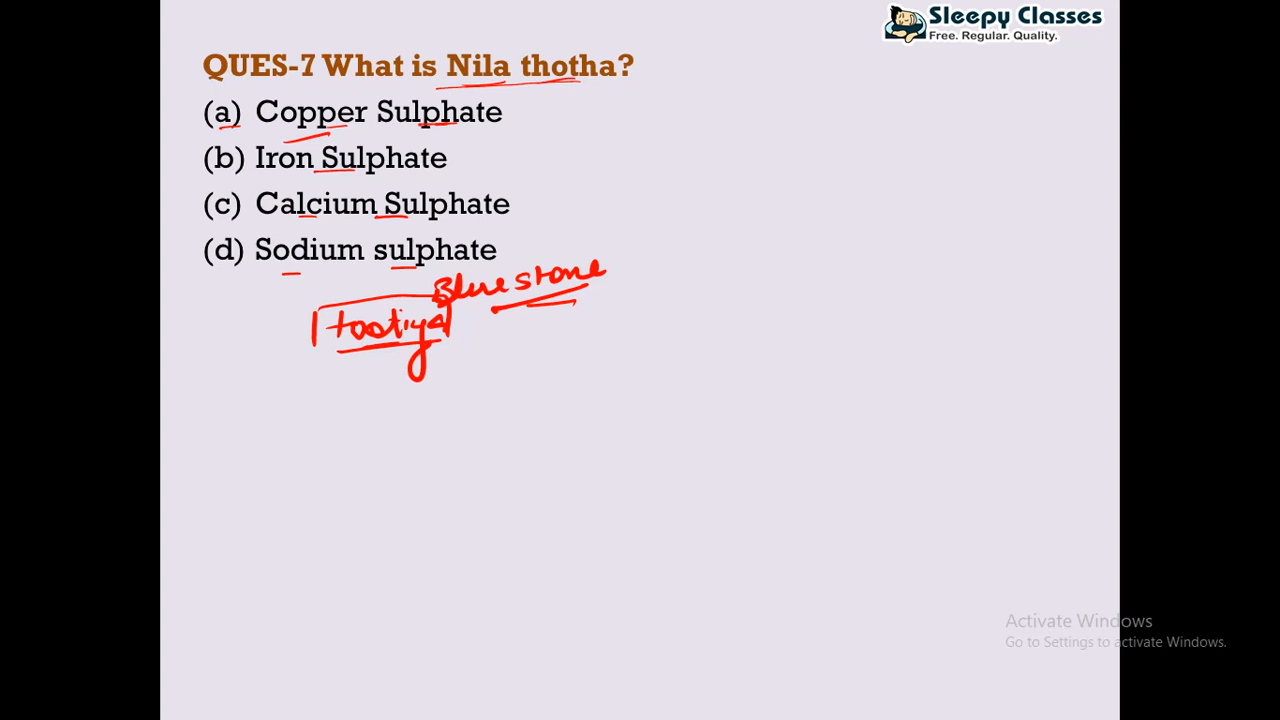 Sleepy Classes
Free. Regular. Quality.
QUES-7 What is Nila thotha?
(a) Copper Sulphate
(b) Iron Sulphate
(c) Calcium Sulphate
(d) Sodium sulphate
Blue stone
tootiya
Activate Windows
Go to Settings to activate Windows.